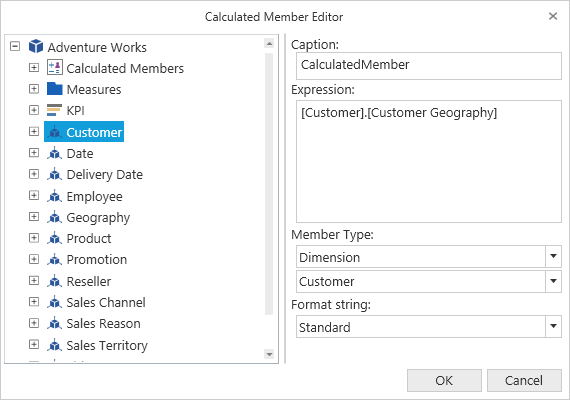 Calculated Member Editor
Adventure Works
Calculated Members
Measures
KPI
Customer
Date
Delivery Date
Employee
Geography
Product
Promotion
Reseller
Sales Channel
Sales Reason
Sales Territory
Caption:
CalculatedMember
Expression:
[Customer].[Customer Geography]
Member Type:
Dimension
Customer
Format string:
Standard
OK
Cancel